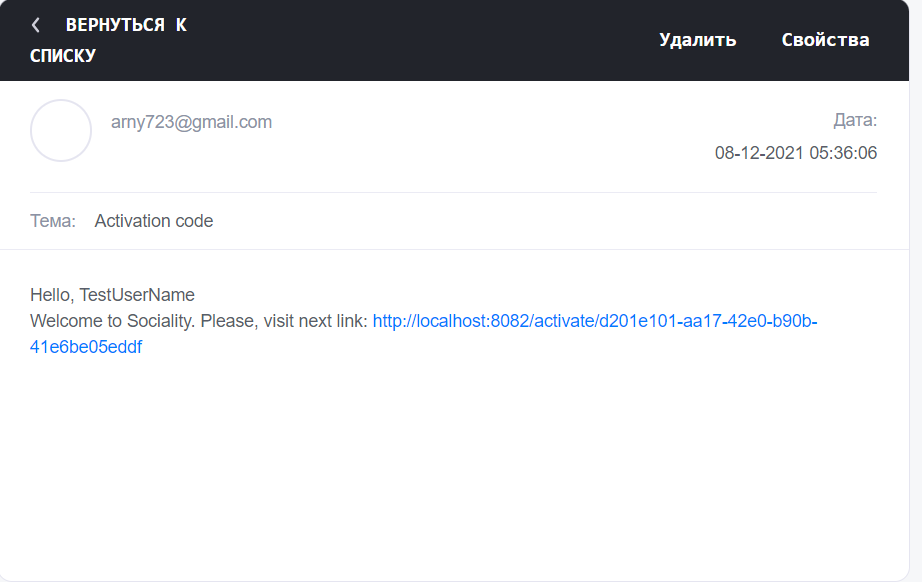 ВЕРНУТЬСЯ К
СПИСКУ
Удалить Свойства
arny723@gmail.com
Дата:
08-12-2021 05:36:06
Тема: Activation code
Hello, TestUserName
Welcome to Sociality. Please, visit next link: http://localhost:8082/activate/d201e101-aa17-42e0-b90b-
41e6be05eddf